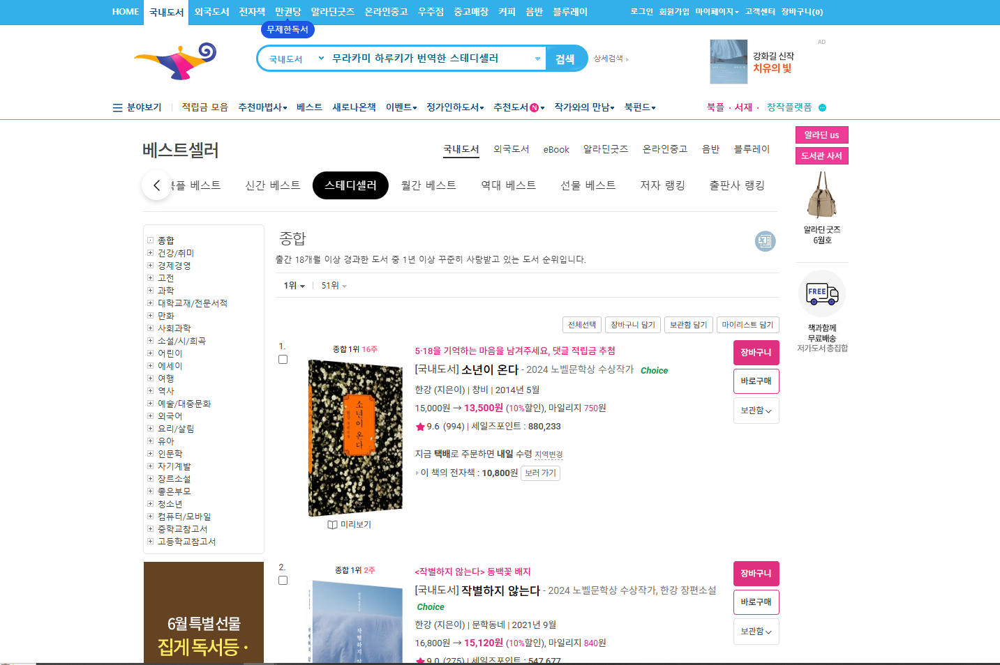 HOME 국내도서 외국도서 전자책 만권당 알라딘굿즈 온라인중고 우주점 중고매장 커피 음반 블루레이
로그인 회원가입 마이페이지 고객센터 장바구니(0)
무제한독서
국내도서 무라카미 하루키가 번역한 스테디셀러 검색 상세검색
AD
강화길 신작
치유의 빛
분야보기 적립금 모음 추천마법사 베스트 새로나온책 이벤트 정가인하도서 추천도서 N 작가와의 만남 북펀드
북플 · 서재 · 창작플랫폼
알라딘 us
도서관 사서
알라딘 굿즈
6월호
FREE
책과함께
무료배송
저가도서 총집합
베스트셀러
국내도서 외국도서 eBook 알라딘굿즈 온라인중고 음반 블루레이
북플 베스트 신간 베스트 스테디셀러 월간 베스트 역대 베스트 선물 베스트 저자 랭킹 출판사 랭킹
종합
건강/취미
경제경영
고전
과학
대학교재/전문서적
만화
사회과학
소설/시/희곡
어린이
에세이
여행
역사
예술/대중문화
외국어
요리/살림
유아
인문학
자기계발
장르소설
좋은부모
청소년
컴퓨터/모바일
중학교참고서
고등학교참고서
6월 특별 선물
집게 독서등 ·
종합
출간 18개월 이상 경과한 도서 중 1년 이상 꾸준히 사랑받고 있는 도서 순위입니다.
1위 51위
전체선택 장바구니 담기 보관함 담기 마이리스트 담기
1.
종합 1위 16주
소년이 온다
미리보기
5·18을 기억하는 마음을 남겨주세요, 댓글 적립금 추첨
[국내도서] 소년이 온다 - 2024 노벨문학상 수상작가 Choice
한강 (지은이) | 창비 | 2014년 5월
15,000원 → 13,500원 (10%할인), 마일리지 750원
9.6 (994) | 세일즈포인트 : 880,233
지금 택배로 주문하면 내일 수령 지역변경
이 책의 전자책 : 10,800원 보러 가기
장바구니
바로구매
보관함
2.
종합 1위 2주
작별하지 않
<작별하지 않는다> 동백꽃 배지
[국내도서] 작별하지 않는다 - 2024 노벨문학상 수상작가, 한강 장편소설
Choice
한강 (지은이) | 문학동네 | 2021년 9월
16,800원 → 15,120원 (10%할인), 마일리지 840원
9.0 (275) | 세일즈포인트 : 547,677
장바구니
바로구매
보관함